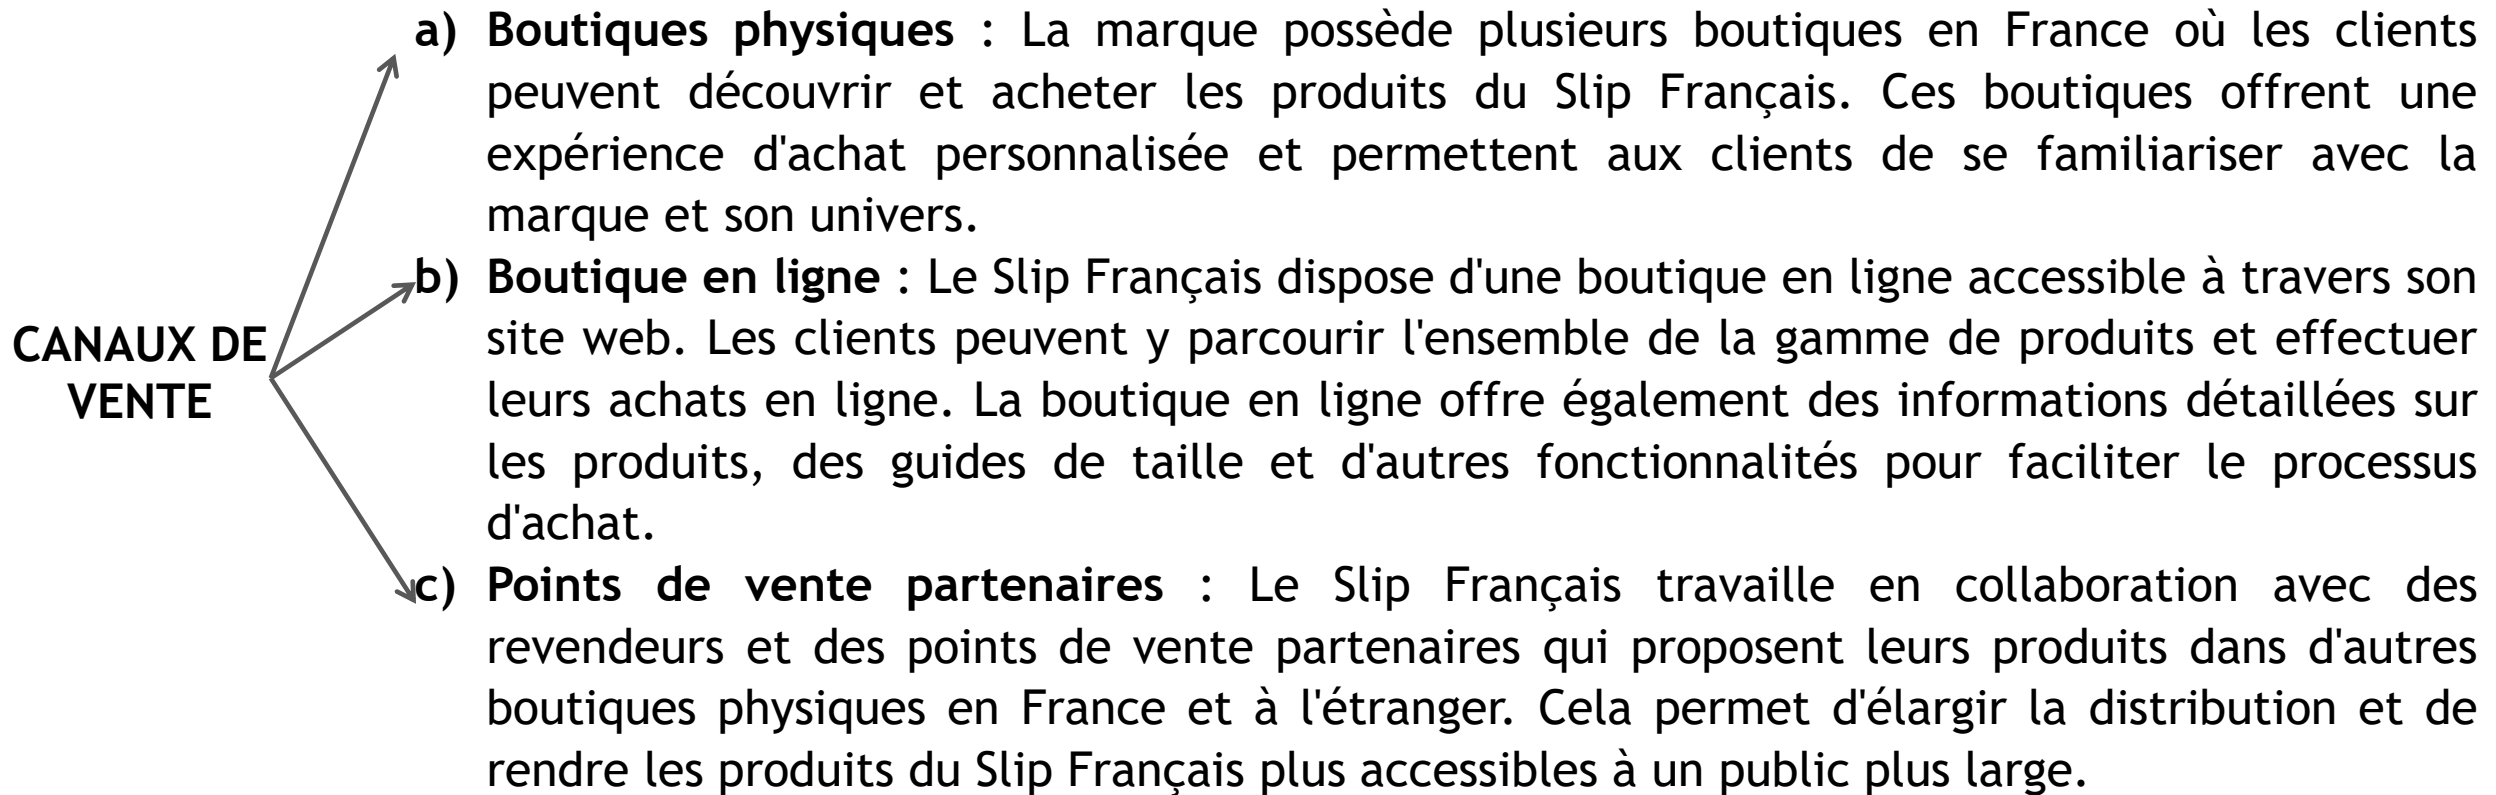 CANAUX DE
VENTE
a) Boutiques physiques : La marque possède plusieurs boutiques en France où les clients
peuvent découvrir et acheter les produits du Slip Français. Ces boutiques offrent une
expérience d'achat personnalisée et permettent aux clients de se familiariser avec la
marque et son univers.
b) Boutique en ligne : Le Slip Français dispose d'une boutique en ligne accessible à travers son
site web. Les clients peuvent y parcourir l'ensemble de la gamme de produits et effectuer
leurs achats en ligne. La boutique en ligne offre également des informations détaillées sur
les produits, des guides de taille et d'autres fonctionnalités pour faciliter le processus
d'achat.
c) Points de vente partenaires : Le Slip Français travaille en collaboration avec des
revendeurs et des points de vente partenaires qui proposent leurs produits dans d'autres
boutiques physiques en France et à l'étranger. Cela permet d'élargir la distribution et de
rendre les produits du Slip Français plus accessibles à un public plus large.